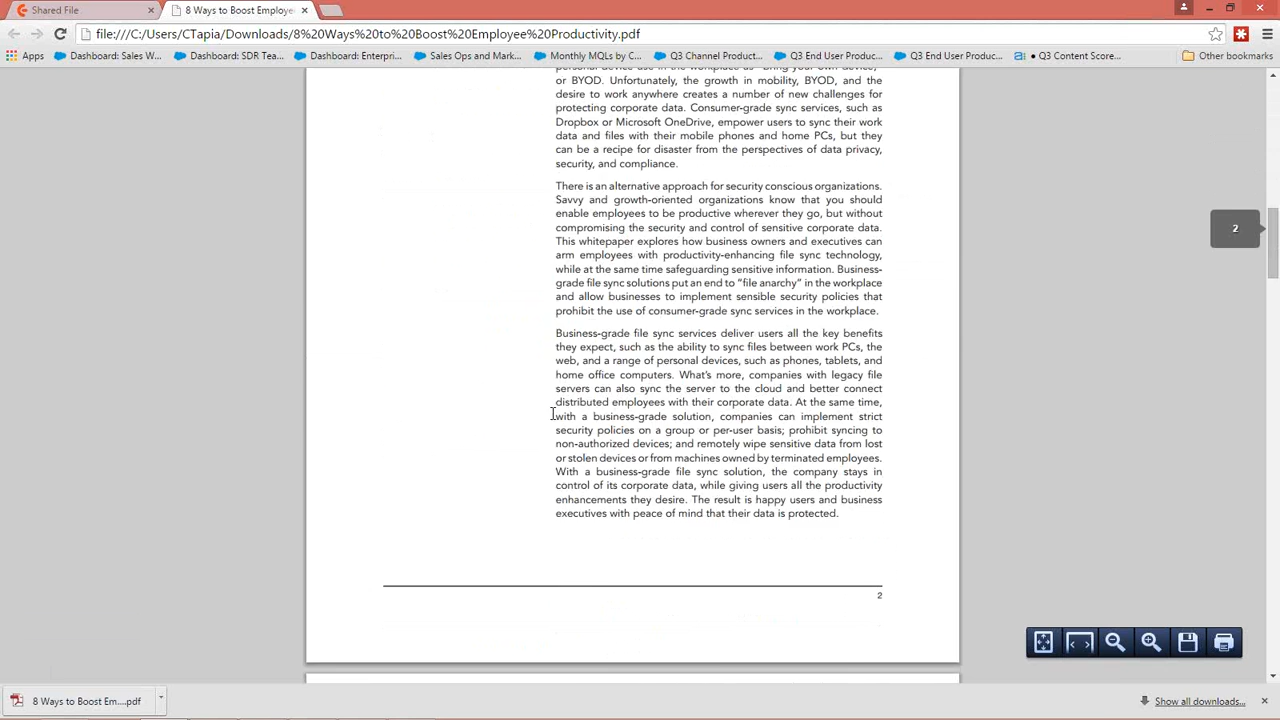 Shared File
8 Ways to Boost Employe
file:///C:/Users/CTapia/Downloads/8%20Ways%20to%20Boost%20Employee%20Productivity.pdf
Apps
Dashboard: Sales W...
Dashboard: SDR Tea...
Dashboard: Enterpri...
Sales Ops and Mark...
Monthly MQLs by C...
Q3 Channel Product...
Q3 End User Produc...
Q3 End User Produc...
• Q3 Content Score...
Other bookmarks
personal device use in the workplace as "bring your own device,"
or BYOD. Unfortunately, the growth in mobility, BYOD, and the
desire to work anywhere creates a number of new challenges for
protecting corporate data. Consumer-grade sync services, such as
Dropbox or Microsoft OneDrive, empower users to sync their work
data and files with their mobile phones and home PCs, but they
can be a recipe for disaster from the perspectives of data privacy,
security, and compliance.
There is an alternative approach for security conscious organizations.
Savvy and growth-oriented organizations know that you should
enable employees to be productive wherever they go, but without
compromising the security and control of sensitive corporate data.
This whitepaper explores how business owners and executives can
arm employees with productivity-enhancing file sync technology,
while at the same time safeguarding sensitive information. Business-
grade file sync solutions put an end to “file anarchy” in the workplace
and allow businesses to implement sensible security policies that
prohibit the use of consumer-grade sync services in the workplace.
Business-grade file sync services deliver users all the key benefits
they expect, such as the ability to sync files between work PCs, the
web, and a range of personal devices, such as phones, tablets, and
home office computers. What’s more, companies with legacy file
servers can also sync the server to the cloud and better connect
distributed employees with their corporate data. At the same time,
with a business-grade solution, companies can implement strict
security policies on a group or per-user basis; prohibit syncing to
non-authorized devices; and remotely wipe sensitive data from lost
or stolen devices or from machines owned by terminated employees.
With a business-grade file sync solution, the company stays in
control of its corporate data, while giving users all the productivity
enhancements they desire. The result is happy users and business
executives with peace of mind that their data is protected.
2
2
8 Ways to Boost Em....pdf
Show all downloads...